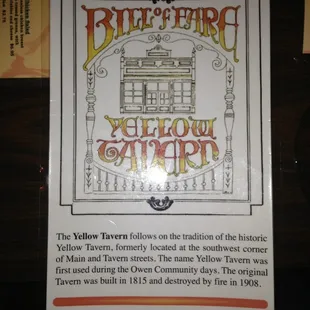 BILL OF FARE
YELLOW
TAVERN
The Yellow Tavern follows on the tradition of the historic
Yellow Tavern, formerly located at the southwest corner
of Main and Tavern streets. The name Yellow Tavern was
first used during the Owen Community days. The original
Tavern was built in 1815 and destroyed by fire in 1908.